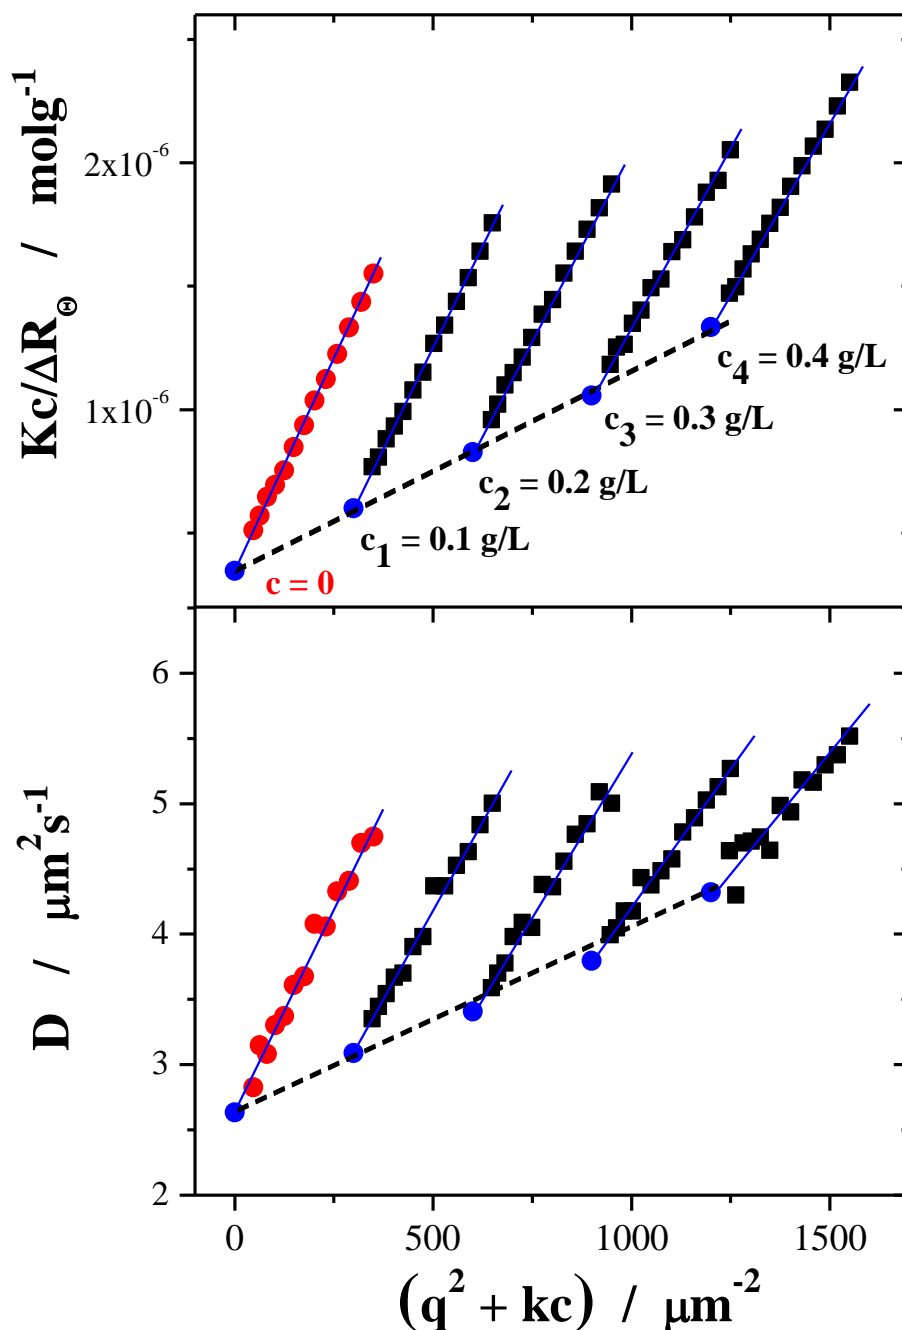 Kc/ΔR_Θ / molg⁻¹
2x10⁻⁶
1x10⁻⁶
c₄ = 0.4 g/L
c₃ = 0.3 g/L
c₂ = 0.2 g/L
c₁ = 0.1 g/L
c = 0
D / μm²s⁻¹
6
5
4
3
2
0 500 1000 1500
(q² + kc) / μm⁻²